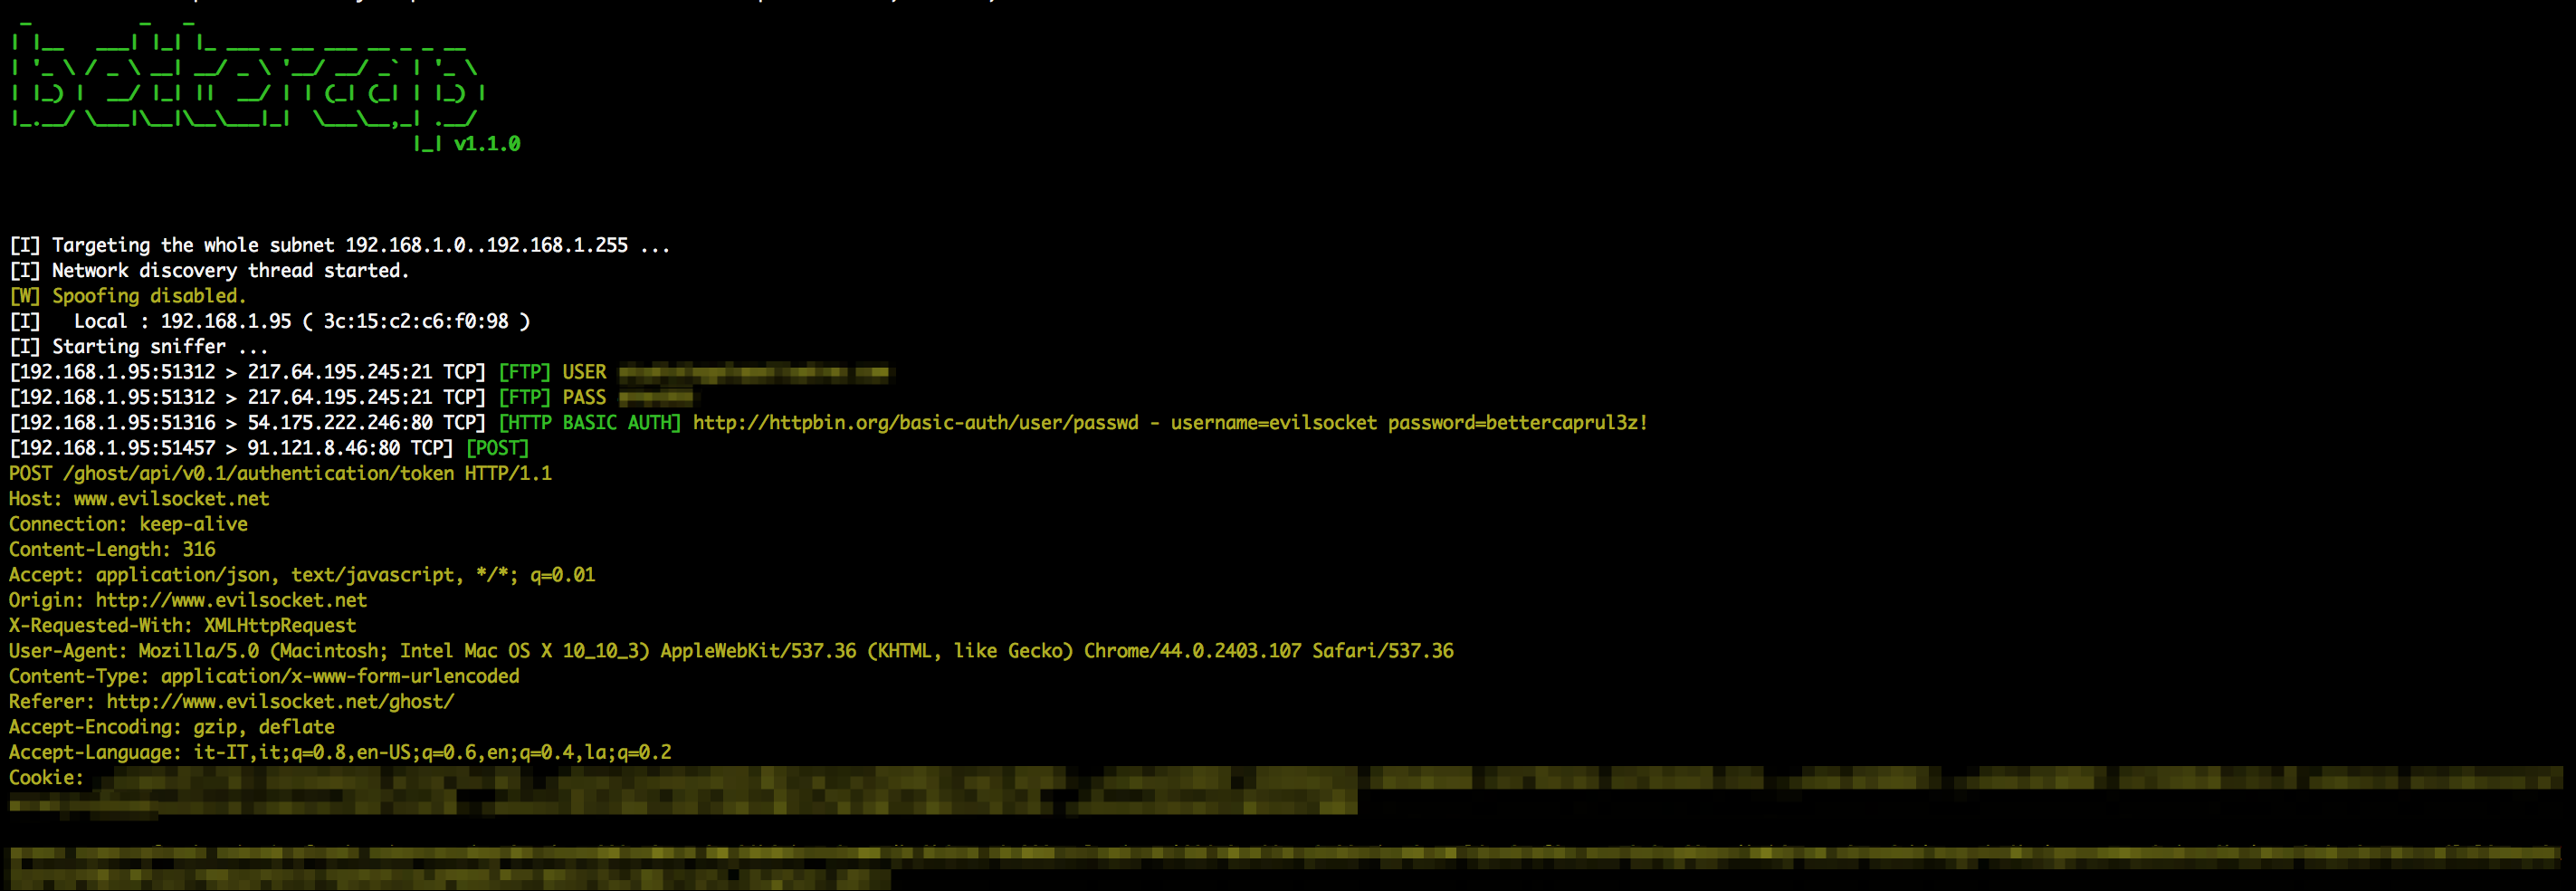 bettercap
v1.1.0
[I] Targeting the whole subnet 192.168.1.0..192.168.1.255 ...
[I] Network discovery thread started.
[W] Spoofing disabled.
[I]   Local : 192.168.1.95 ( 3c:15:c2:c6:f0:98 )
[I] Starting sniffer ...
[192.168.1.95:51312 > 217.64.195.245:21 TCP] [FTP] USER
[192.168.1.95:51312 > 217.64.195.245:21 TCP] [FTP] PASS
[192.168.1.95:51316 > 54.175.222.246:80 TCP] [HTTP BASIC AUTH] http://httpbin.org/basic-auth/user/passwd - username=evilsocket password=bettercaprul3z!
[192.168.1.95:51457 > 91.121.8.46:80 TCP] [POST]
POST /ghost/api/v0.1/authentication/token HTTP/1.1
Host: www.evilsocket.net
Connection: keep-alive
Content-Length: 316
Accept: application/json, text/javascript, */*; q=0.01
Origin: http://www.evilsocket.net
X-Requested-With: XMLHttpRequest
User-Agent: Mozilla/5.0 (Macintosh; Intel Mac OS X 10_10_3) AppleWebKit/537.36 (KHTML, like Gecko) Chrome/44.0.2403.107 Safari/537.36
Content-Type: application/x-www-form-urlencoded
Referer: http://www.evilsocket.net/ghost/
Accept-Encoding: gzip, deflate
Accept-Language: it-IT,it;q=0.8,en-US;q=0.6,en;q=0.4,la;q=0.2
Cookie: